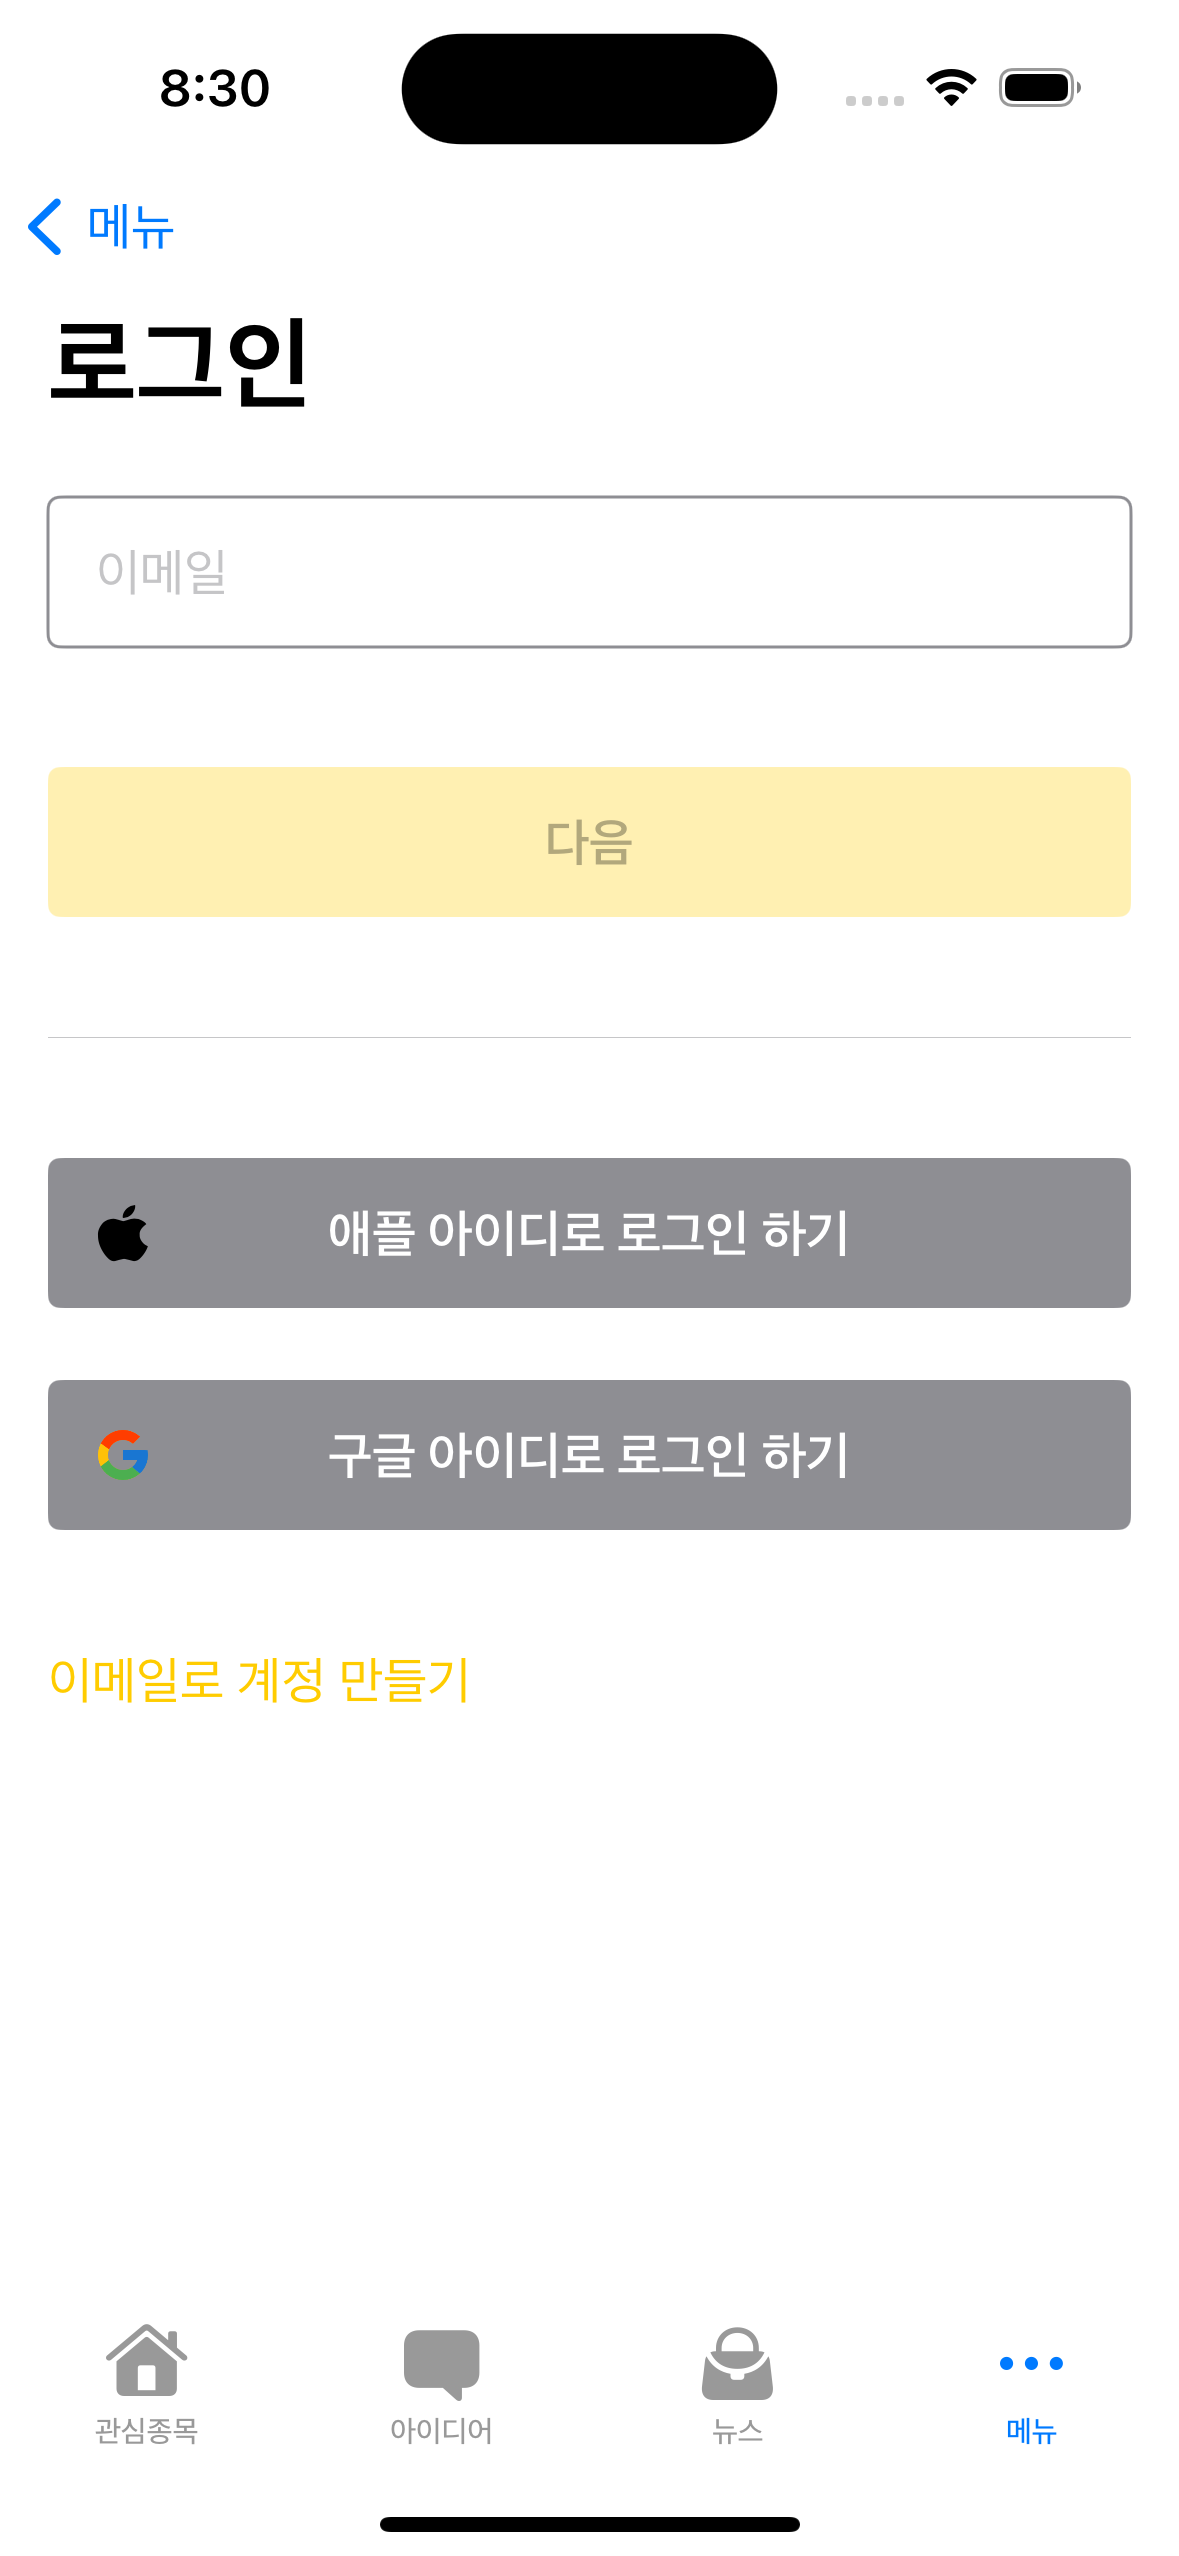 8:30
메뉴
로그인
이메일
다음
애플 아이디로 로그인 하기
구글 아이디로 로그인 하기
이메일로 계정 만들기
관심종목
아이디어
뉴스
메뉴